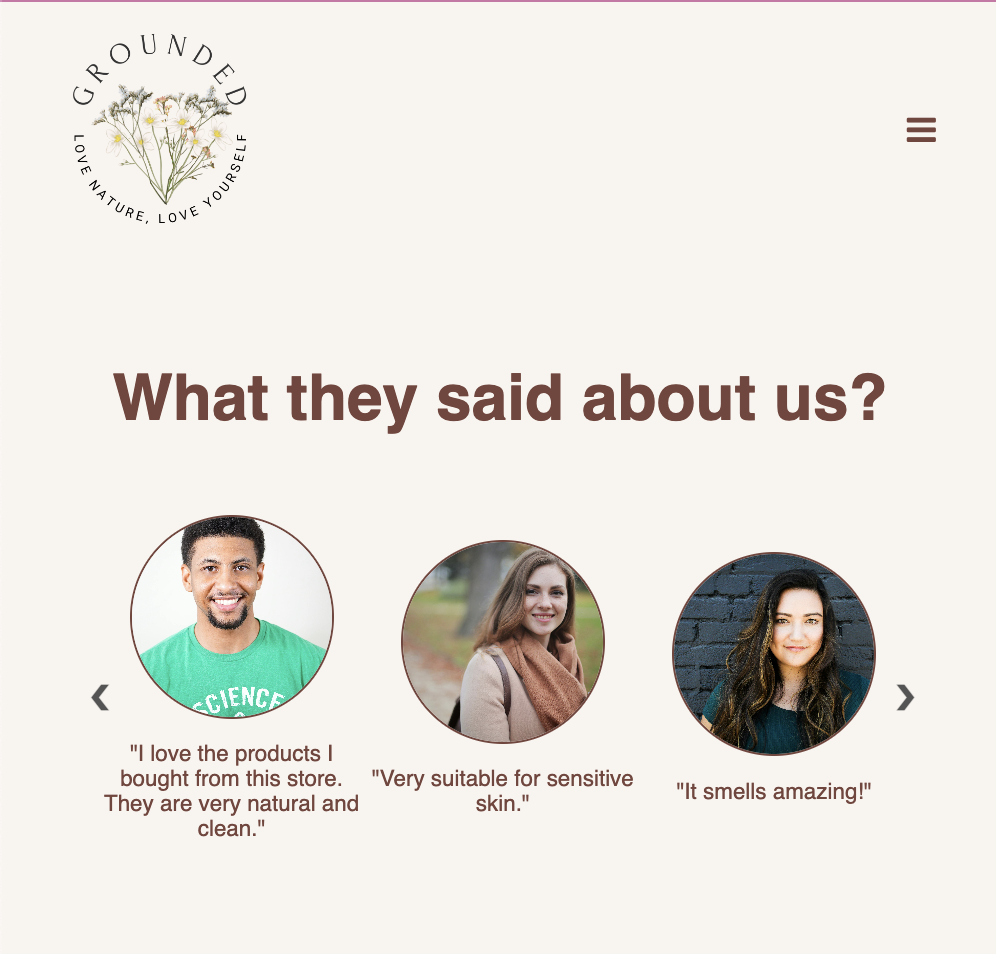 GROUNDED
LOVE NATURE, LOVE YOURSELF
What they said about us?
SCIENCE
"I love the products I
bought from this store.
They are very natural and
clean."
"Very suitable for sensitive
skin."
"It smells amazing!"